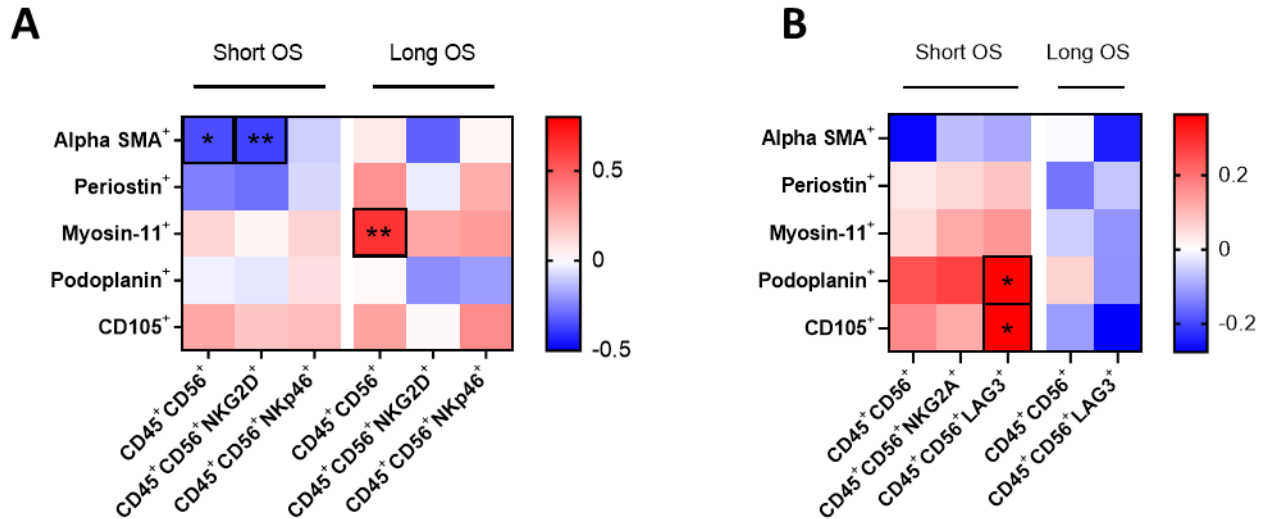 A
Short OS
Long OS
Alpha SMA⁺
Periostin⁺
Myosin-11⁺
Podoplanin⁺
CD105⁺
*
**
**
0.5
0
-0.5
CD45⁺CD56⁺
CD45⁺CD56⁺NKG2D⁺
CD45⁺CD56⁺NKp46⁺
CD45⁺CD56⁺
CD45⁺CD56⁺NKG2D⁺
CD45⁺CD56⁺NKp46⁺
B
Short OS
Long OS
Alpha SMA⁺
Periostin⁺
Myosin-11⁺
Podoplanin⁺
CD105⁺
*
*
0.2
0
-0.2
CD45⁺CD56⁺
CD45⁺CD56⁺NKG2A⁺
CD45⁺CD56⁺LAG3⁺
CD45⁺CD56⁺
CD45⁺CD56⁺LAG3⁺